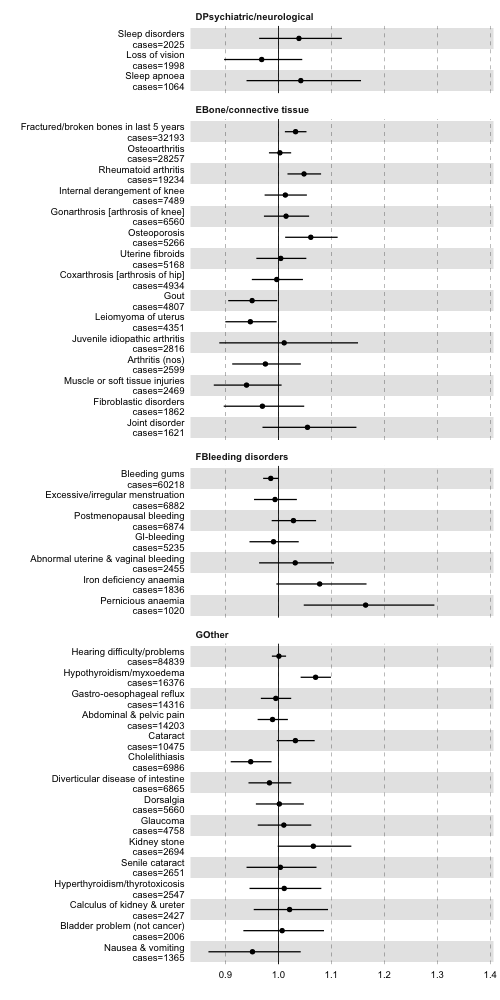 DPsychiatric/neurological
Sleep disorders
cases=2025
Loss of vision
cases=1998
Sleep apnoea
cases=1064
EBone/connective tissue
Fractured/broken bones in last 5 years
cases=32193
Osteoarthritis
cases=28257
Rheumatoid arthritis
cases=19234
Internal derangement of knee
cases=7489
Gonarthrosis [arthrosis of knee]
cases=6560
Osteoporosis
cases=5266
Uterine fibroids
cases=5168
Coxarthrosis [arthrosis of hip]
cases=4934
Gout
cases=4807
Leiomyoma of uterus
cases=4351
Juvenile idiopathic arthritis
cases=2816
Arthritis (nos)
cases=2599
Muscle or soft tissue injuries
cases=2469
Fibroblastic disorders
cases=1862
Joint disorder
cases=1621
FBleeding disorders
Bleeding gums
cases=60218
Excessive/irregular menstruation
cases=6882
Postmenopausal bleeding
cases=6874
GI-bleeding
cases=5235
Abnormal uterine & vaginal bleeding
cases=2455
Iron deficiency anaemia
cases=1836
Pernicious anaemia
cases=1020
GOther
Hearing difficulty/problems
cases=84839
Hypothyroidism/myxoedema
cases=16376
Gastro-oesophageal reflux
cases=14316
Abdominal & pelvic pain
cases=14203
Cataract
cases=10475
Cholelithiasis
cases=6986
Diverticular disease of intestine
cases=6865
Dorsalgia
cases=5660
Glaucoma
cases=4758
Kidney stone
cases=2694
Senile cataract
cases=2651
Hyperthyroidism/thyrotoxicosis
cases=2547
Calculus of kidney & ureter
cases=2427
Bladder problem (not cancer)
cases=2006
Nausea & vomiting
cases=1365
0.9 1.0 1.1 1.2 1.3 1.4